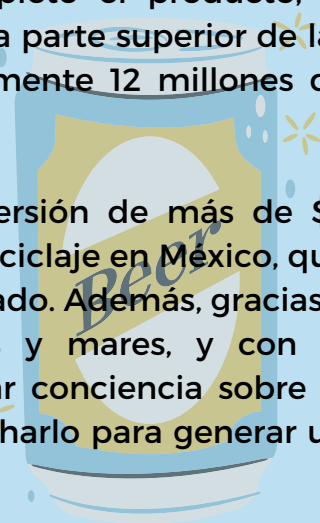 a parte superior de la
mente 12 millones
ersión de más de
ciclaje en México, qu
Beer
ado. Además, gracias
y mares, y con
ar conciencia sobre
harlo para generar u